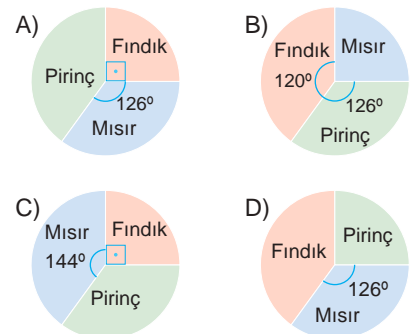 A)
Fındık
Pirinç
126⁰
Mısır
B)
Fındık
Mısır
120⁰
126⁰
Pirinç
C)
Mısır
Fındık
144⁰
Pirinç
D)
Pirinç
Fındık
126⁰
Mısır